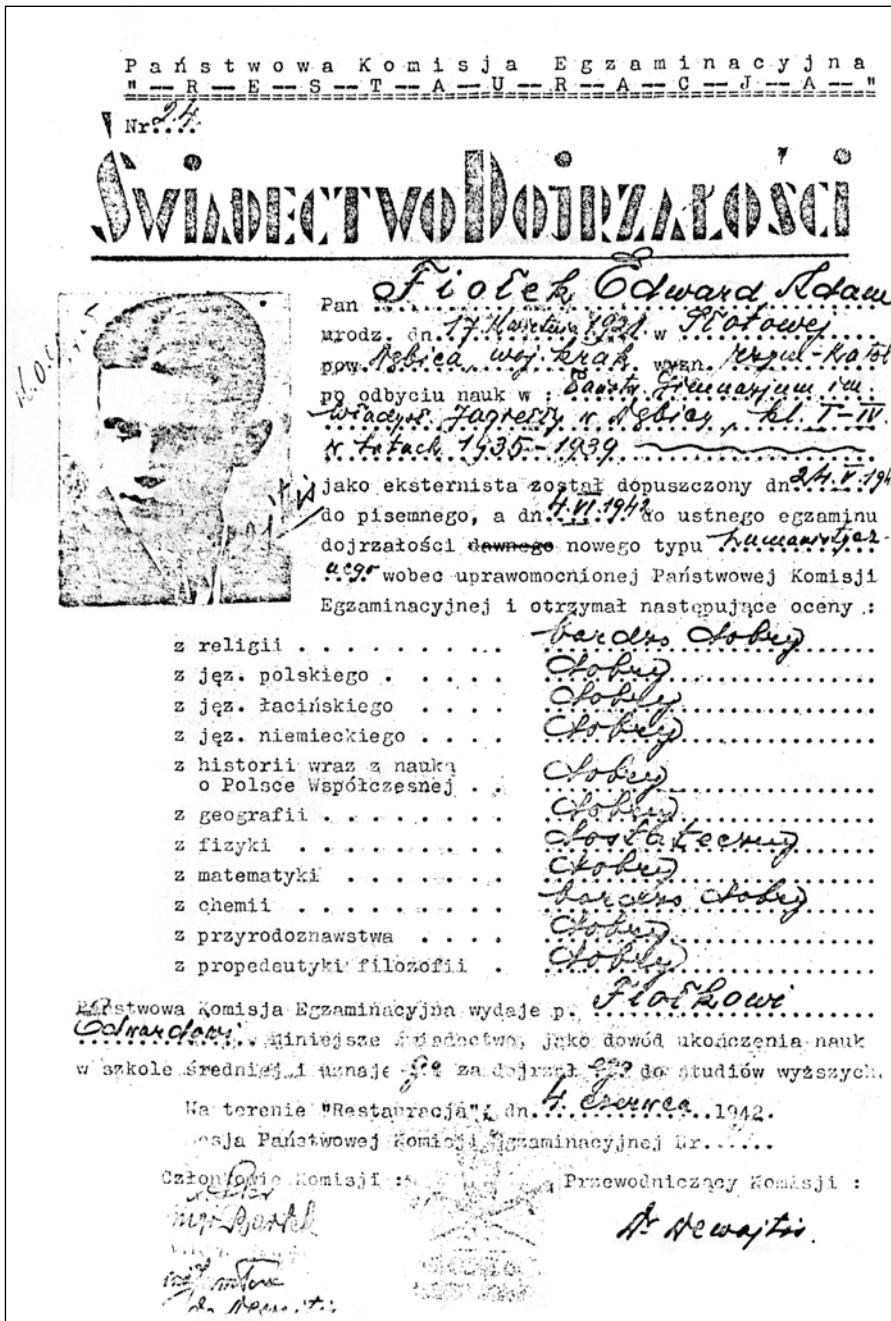 Państwowa Komisja Egzaminacyjna
"--R--E--S--T--A--U--R--A--C--J--A--"
Nr 24
ŚWIADECTWO DOJRZAŁOŚCI
Pan Fiołek Edward Adam
urodz. dn. 17 kwietnia 1921 w Słotowej
pow. Dębica, woj. krak. wyzn. rzym-katol
po odbyciu nauk w : Państw. Gimnazjum im.
Władysł. Jagiełły w Dębicy, kl. I-IV.
w latach 1935-1939
jako eksternista został dopuszczony dn. 24.V.194
do pisemnego, a dn. 4.VI.1942 do ustnego egzaminu
dojrzałości dawnego nowego typu humanistycz-
nego wobec uprawomocnionej Państwowej Komisji
Egzaminacyjnej i otrzymał następujące oceny :
z religii . . . . . . . . . bardzo dobry
z jęz. polskiego . . . . . dobry
z jęz. łacińskiego . . . . dobry
z jęz. niemieckiego . . . . dobry
z historii wraz z nauką
o Polsce Współczesnej . . dobry
z geografii . . . . . . . . dobry
z fizyki . . . . . . . . dostateczny
z matematyki . . . . . . . dobry
z chemii . . . . . . . . . bardzo dobry
z przyrodoznawstwa . . . . dobry
z propedeutyki filozofii . dobry
Państwowa Komisja Egzaminacyjna wydaje p. Fiołkowi
Edwardowi. Niniejsze świadectwo, jako dowód ukończenia nauk
w szkole średniej i uznaje go za dojrzałego do studiów wyższych.
Na terenie "Restauracja", dn. 4 czerwca 1942.
Państwowej Komisji Egzaminacyjnej Nr......
Członkowie Komisji : Przewodniczący Komisji :
mgr Bartel Dr Dewajtis.